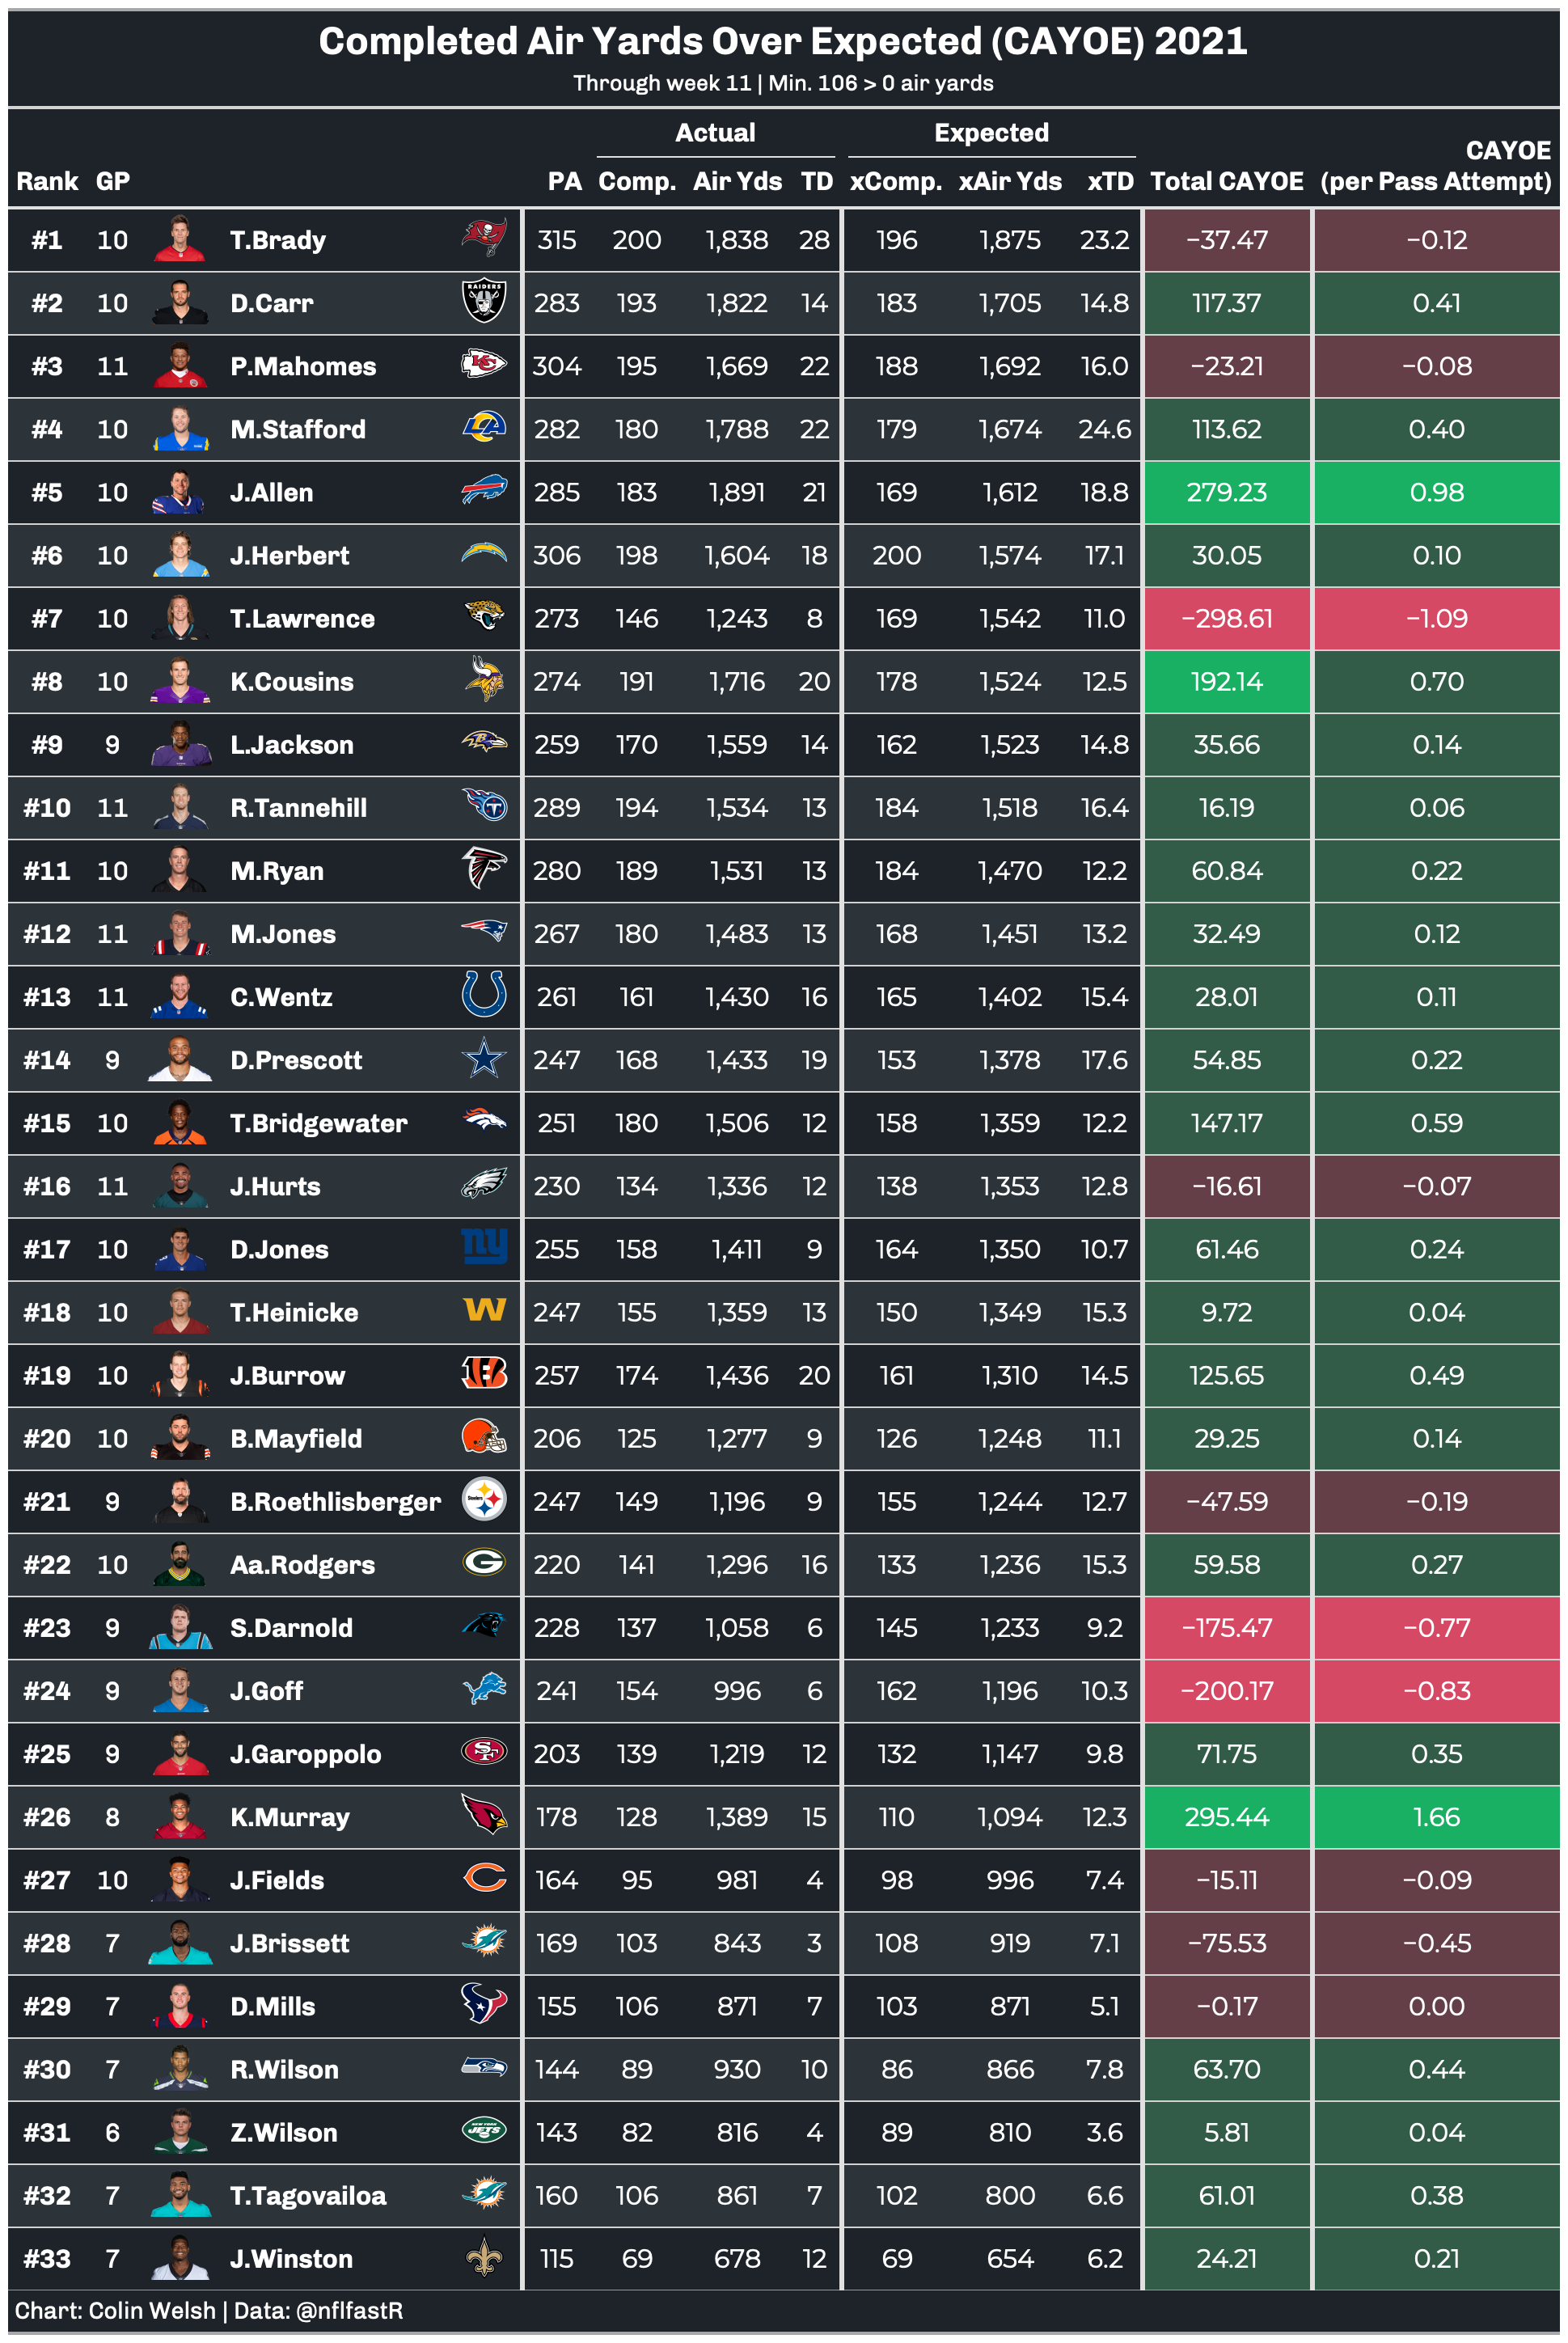 Completed Air Yards Over Expected (CAYOE) 2021
Through week 11 | Min. 106 > 0 air yards
Actual Expected CAYOE
Rank GP PA Comp. Air Yds TD xComp. xAir Yds xTD Total CAYOE (per Pass Attempt)
#1 10 T.Brady 315 200 1,838 28 196 1,875 23.2 −37.47 −0.12
#2 10 D.Carr RAIDERS 283 193 1,822 14 183 1,705 14.8 117.37 0.41
#3 11 P.Mahomes KC 304 195 1,669 22 188 1,692 16.0 −23.21 −0.08
#4 10 M.Stafford LA 282 180 1,788 22 179 1,674 24.6 113.62 0.40
#5 10 J.Allen 285 183 1,891 21 169 1,612 18.8 279.23 0.98
#6 10 J.Herbert 306 198 1,604 18 200 1,574 17.1 30.05 0.10
#7 10 T.Lawrence 273 146 1,243 8 169 1,542 11.0 −298.61 −1.09
#8 10 K.Cousins 274 191 1,716 20 178 1,524 12.5 192.14 0.70
#9 9 L.Jackson 259 170 1,559 14 162 1,523 14.8 35.66 0.14
#10 11 R.Tannehill T 289 194 1,534 13 184 1,518 16.4 16.19 0.06
#11 10 M.Ryan 280 189 1,531 13 184 1,470 12.2 60.84 0.22
#12 11 M.Jones 267 180 1,483 13 168 1,451 13.2 32.49 0.12
#13 11 C.Wentz 261 161 1,430 16 165 1,402 15.4 28.01 0.11
#14 9 D.Prescott 247 168 1,433 19 153 1,378 17.6 54.85 0.22
#15 10 T.Bridgewater 251 180 1,506 12 158 1,359 12.2 147.17 0.59
#16 11 J.Hurts 230 134 1,336 12 138 1,353 12.8 −16.61 −0.07
#17 10 D.Jones ny 255 158 1,411 9 164 1,350 10.7 61.46 0.24
#18 10 T.Heinicke W 247 155 1,359 13 150 1,349 15.3 9.72 0.04
#19 10 J.Burrow B 257 174 1,436 20 161 1,310 14.5 125.65 0.49
#20 10 B.Mayfield 206 125 1,277 9 126 1,248 11.1 29.25 0.14
#21 9 B.Roethlisberger Steelers 247 149 1,196 9 155 1,244 12.7 −47.59 −0.19
#22 10 Aa.Rodgers G 220 141 1,296 16 133 1,236 15.3 59.58 0.27
#23 9 S.Darnold 228 137 1,058 6 145 1,233 9.2 −175.47 −0.77
#24 9 J.Goff 241 154 996 6 162 1,196 10.3 −200.17 −0.83
#25 9 J.Garoppolo SF 203 139 1,219 12 132 1,147 9.8 71.75 0.35
#26 8 K.Murray 178 128 1,389 15 110 1,094 12.3 295.44 1.66
#27 10 J.Fields C 164 95 981 4 98 996 7.4 −15.11 −0.09
#28 7 J.Brissett 169 103 843 3 108 919 7.1 −75.53 −0.45
#29 7 D.Mills 155 106 871 7 103 871 5.1 −0.17 0.00
#30 7 R.Wilson 144 89 930 10 86 866 7.8 63.70 0.44
#31 6 Z.Wilson NEW YORK JETS 143 82 816 4 89 810 3.6 5.81 0.04
#32 7 T.Tagovailoa 160 106 861 7 102 800 6.6 61.01 0.38
#33 7 J.Winston 115 69 678 12 69 654 6.2 24.21 0.21
Chart: Colin Welsh | Data: @nflfastR